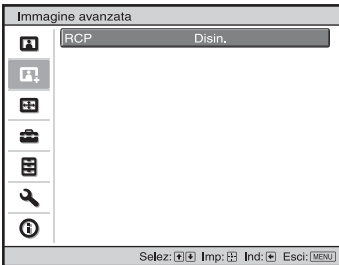 Immagine avanzata
RCP Disin.
Selez: Imp: Ind: Esci: MENU